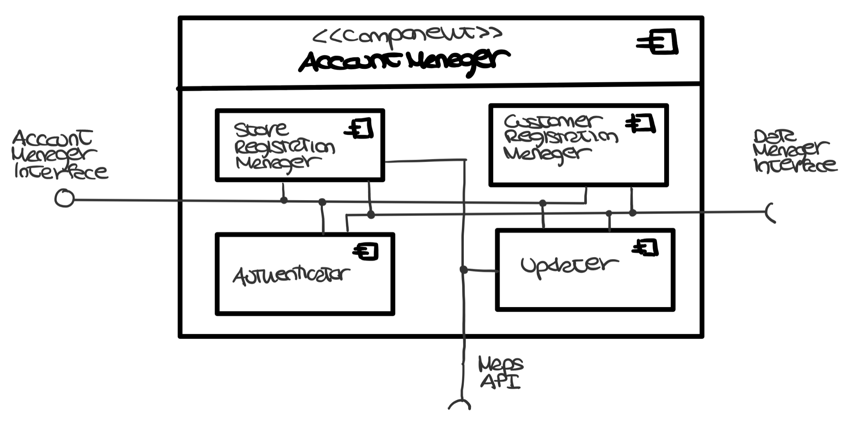 <<Component>>
Account Manager
Store
Registration
Manager
Customer
Registration
Manager
Account
Manager
Interface
Data
Manager
Interface
Authenticator
Updater
Maps
API